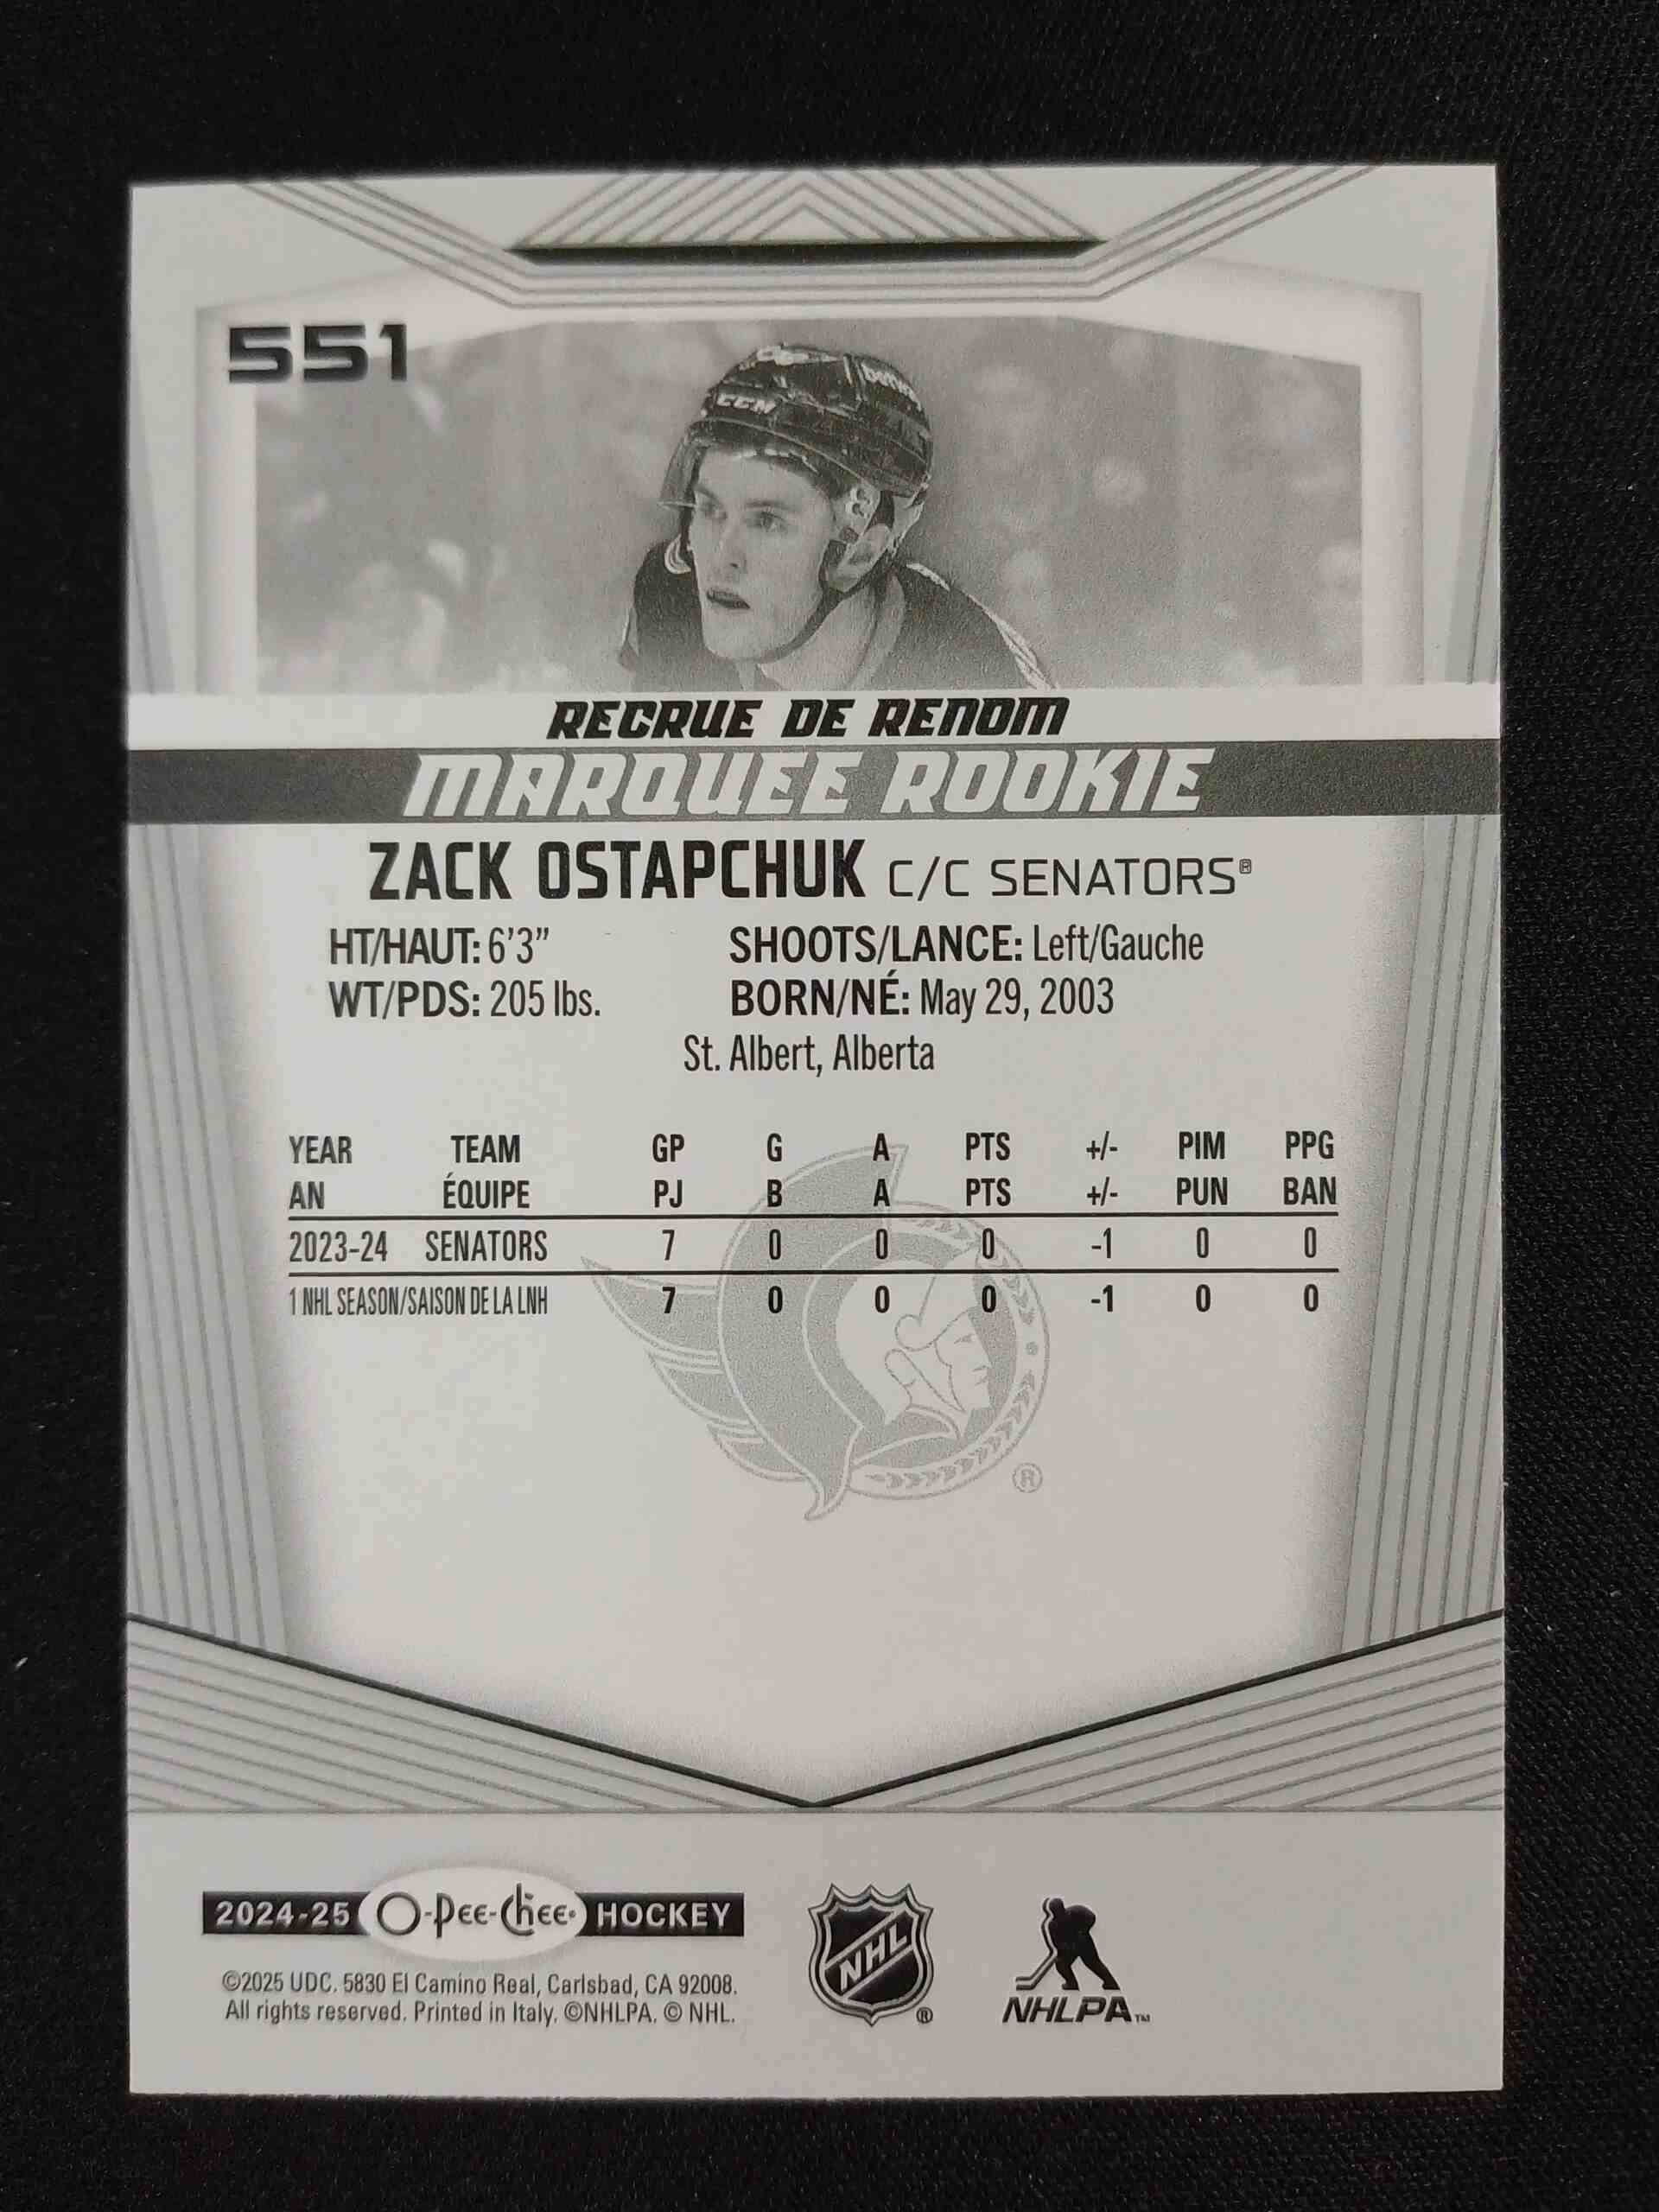 551
CCM
RECRUE DE RENOM
MARQUEE ROOKIE
ZACK OSTAPCHUK C/C SENATORS®
HT/HAUT: 6'3" SHOOTS/LANCE: Left/Gauche
WT/PDS: 205 lbs. BORN/NÉ: May 29, 2003
St. Albert, Alberta
YEAR TEAM GP G A PTS +/- PIM PPG
AN ÉQUIPE PJ B A PTS +/- PUN BAN
2023-24 SENATORS 7 0 0 0 -1 0 0
1 NHL SEASON/SAISON DE LA LNH 7 0 0 0 -1 0 0
®
2024-25 O-Pee-Chee® HOCKEY
©2025 UDC. 5830 El Camino Real, Carlsbad, CA 92008.
All rights reserved. Printed in Italy. ©NHLPA. © NHL.
NHL ®
NHLPA™